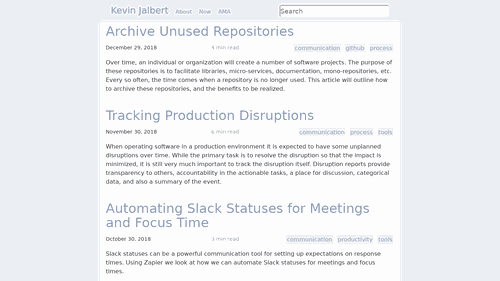 Kevin Jalbert About Now AMA Search
Archive Unused Repositories
December 29, 2018 5 min read communication github process
Over time, an individual or organization will create a number of software projects. The purpose of
these repositories is to facilitate libraries, micro-services, documentation, mono-repositories, etc.
Every so often, the time comes when a repository is no longer used. This article will outline how
to archive these repositories, and the benefits to be realized.
Tracking Production Disruptions
November 30, 2018 6 min read communication process tools
When operating software in a production environment it is expected to have some unplanned
disruptions over time. While the primary task is to resolve the disruption so that the impact is
minimized, it is still very much important to track the disruption itself. Disruption reports provide
transparency to others, accountability in the actionable tasks, a place for discussion, categorical
data, and also a summary of the event.
Automating Slack Statuses for Meetings
and Focus Time
October 30, 2018 3 min read communication productivity tools
Slack statuses can be a powerful communication tool for setting up expectations on response
times. Using Zapier we look at how we can automate Slack statuses for meetings and focus
times.